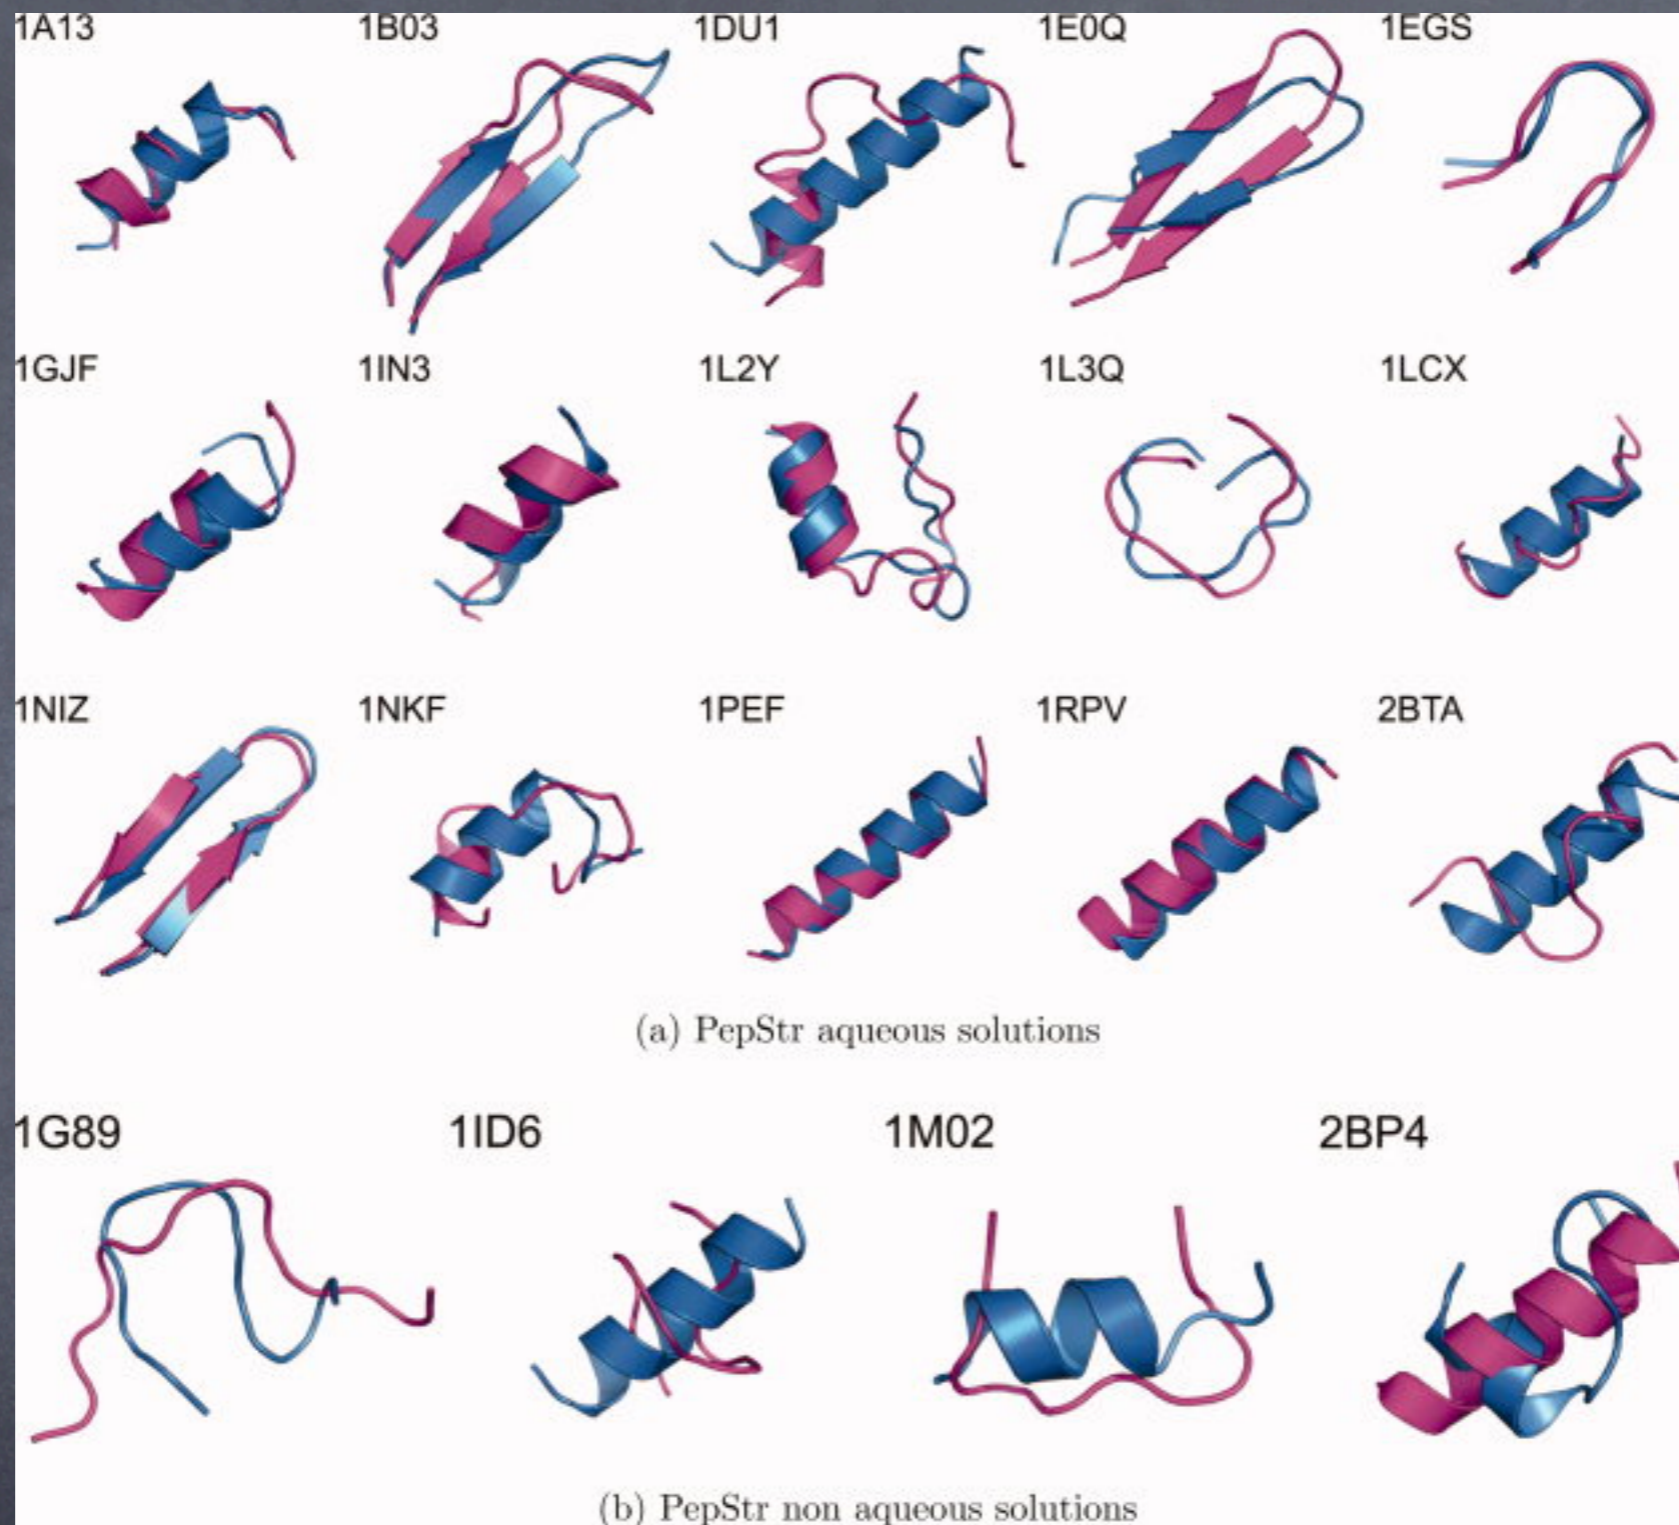 1A13 1B03 1DU1 1E0Q 1EGS
1GJF 1IN3 1L2Y 1L3Q 1LCX
1NIZ 1NKF 1PEF 1RPV 2BTA
(a) PepStr aqueous solutions
1G89 1ID6 1M02 2BP4
(b) PepStr non aqueous solutions